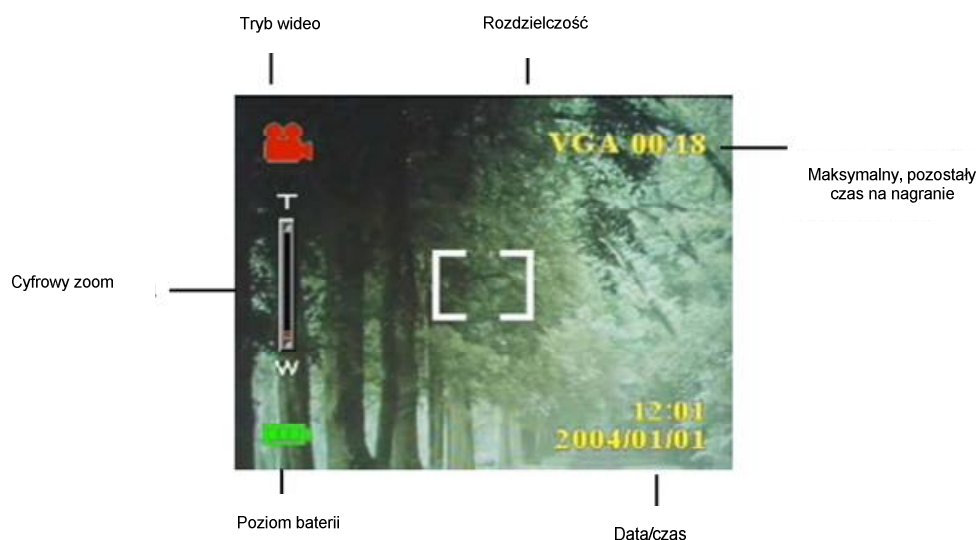 Tryb wideo
Rozdzielczość
VGA 00:18
Maksymalny, pozostały
czas na nagranie
T
Cyfrowy zoom
W
12:01
2004/01/01
Poziom baterii
Data/czas